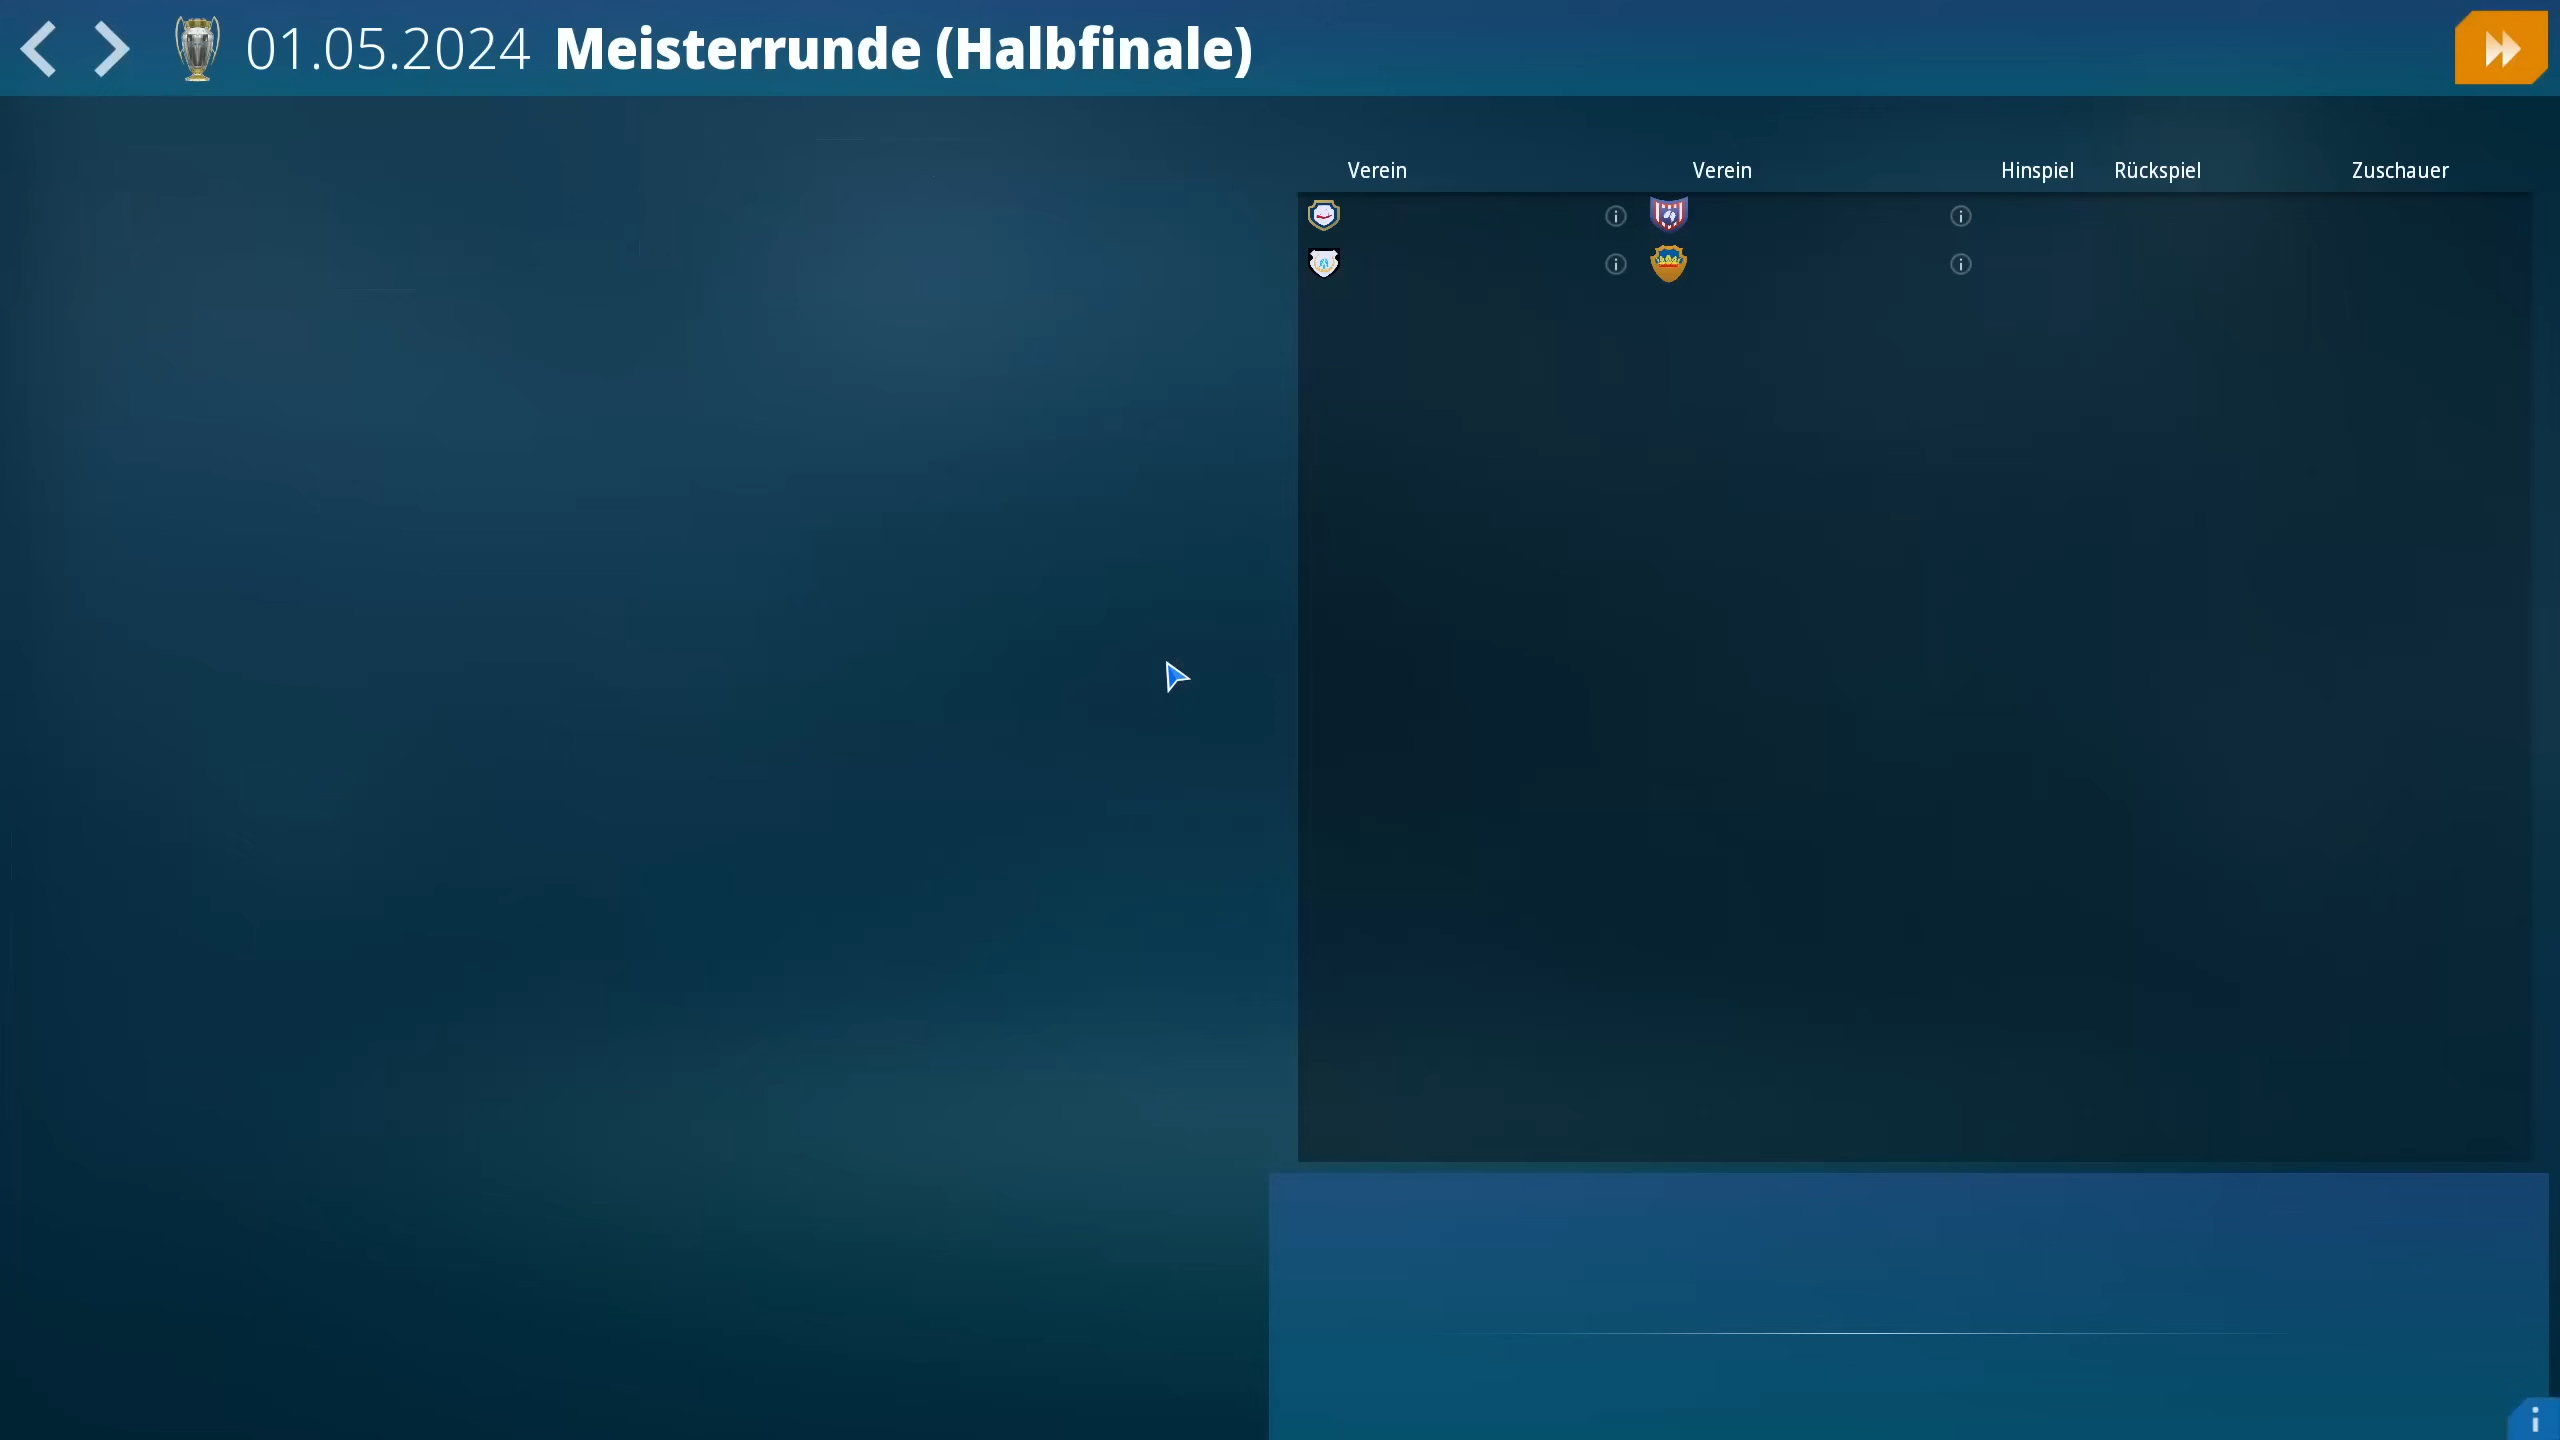 01.05.2024 Meisterrunde (Halbfinale)
Verein Verein Hinspiel Rückspiel Zuschauer